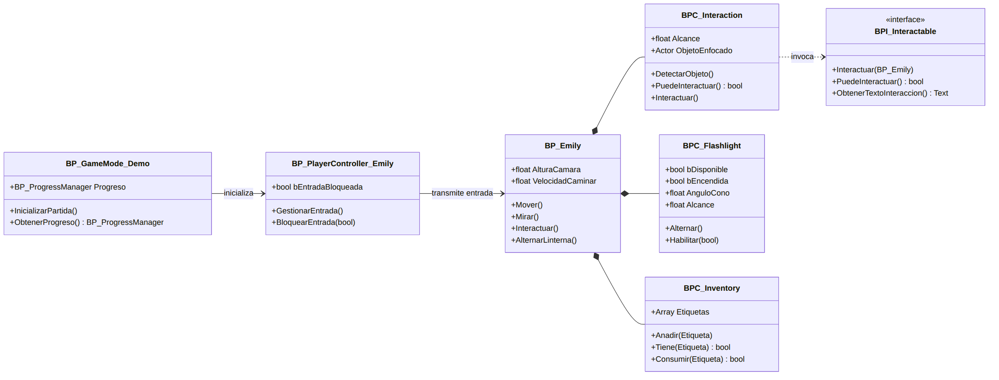 BP_GameMode_Demo
+BP_ProgressManager Progreso
+InicializarPartida()
+ObtenerProgreso() : BP_ProgressManager
inicializa
BP_PlayerController_Emily
+bool bEntradaBloqueada
+GestionarEntrada()
+BloquearEntrada(bool)
transmite entrada
BP_Emily
+float AlturaCamara
+float VelocidadCaminar
+Mover()
+Mirar()
+Interactuar()
+AlternarLinterna()
BPC_Interaction
+float Alcance
+Actor ObjetoEnfocado
+DetectarObjeto()
+PuedeInteractuar() : bool
+Interactuar()
invoca
«interface»
BPI_Interactable
+Interactuar(BP_Emily)
+PuedeInteractuar() : bool
+ObtenerTextoInteraccion() : Text
BPC_Flashlight
+bool bDisponible
+bool bEncendida
+float AnguloCono
+float Alcance
+Alternar()
+Habilitar(bool)
BPC_Inventory
+Array Etiquetas
+Anadir(Etiqueta)
+Tiene(Etiqueta) : bool
+Consumir(Etiqueta) : bool